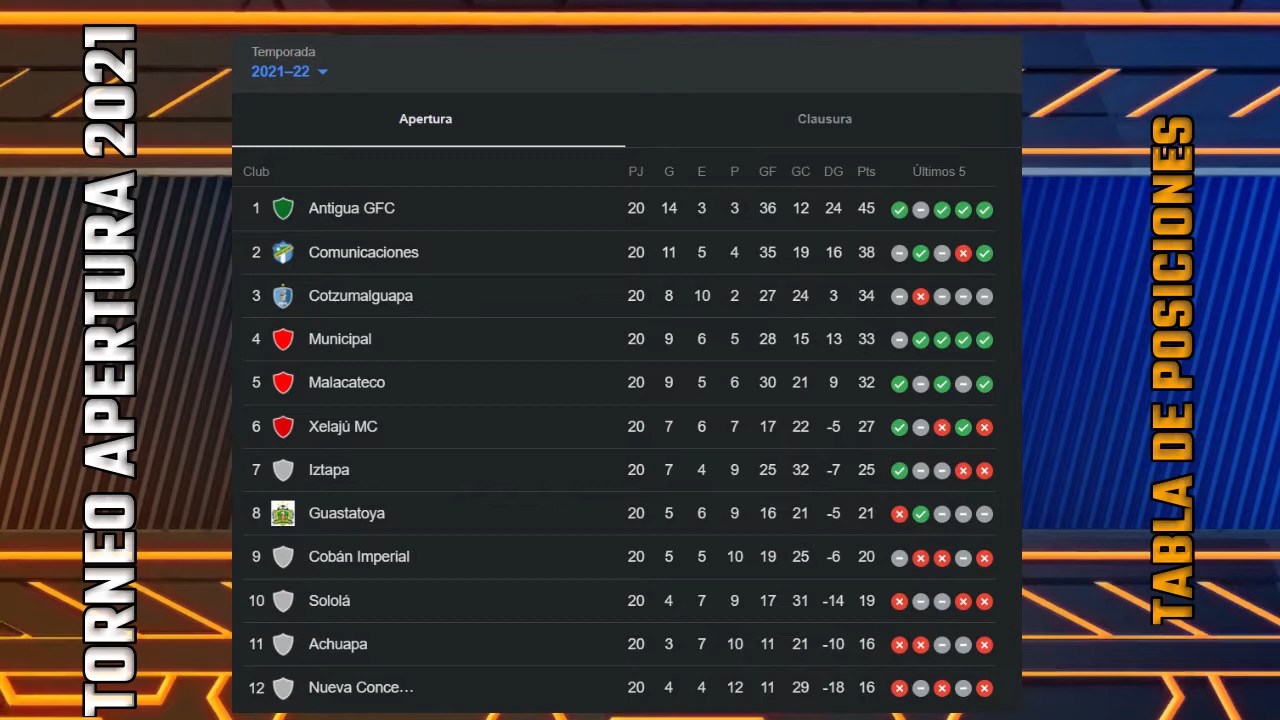 TORNEO APERTURA 2021
Temporada
2021–22
Apertura Clausura
Club PJ G E P GF GC DG Pts Últimos 5
1 Antigua GFC 20 14 3 3 36 12 24 45
2 Comunicaciones 20 11 5 4 35 19 16 38
3 Cotzumalguapa 20 8 10 2 27 24 3 34
4 Municipal 20 9 6 5 28 15 13 33
5 Malacateco 20 9 5 6 30 21 9 32
6 Xelajú MC 20 7 6 7 17 22 -5 27
7 Iztapa 20 7 4 9 25 32 -7 25
8 Guastatoya 20 5 6 9 16 21 -5 21
9 Cobán Imperial 20 5 5 10 19 25 -6 20
10 Sololá 20 4 7 9 17 31 -14 19
11 Achuapa 20 3 7 10 11 21 -10 16
12 Nueva Conce... 20 4 4 12 11 29 -18 16
TABLA DE POSICIONES